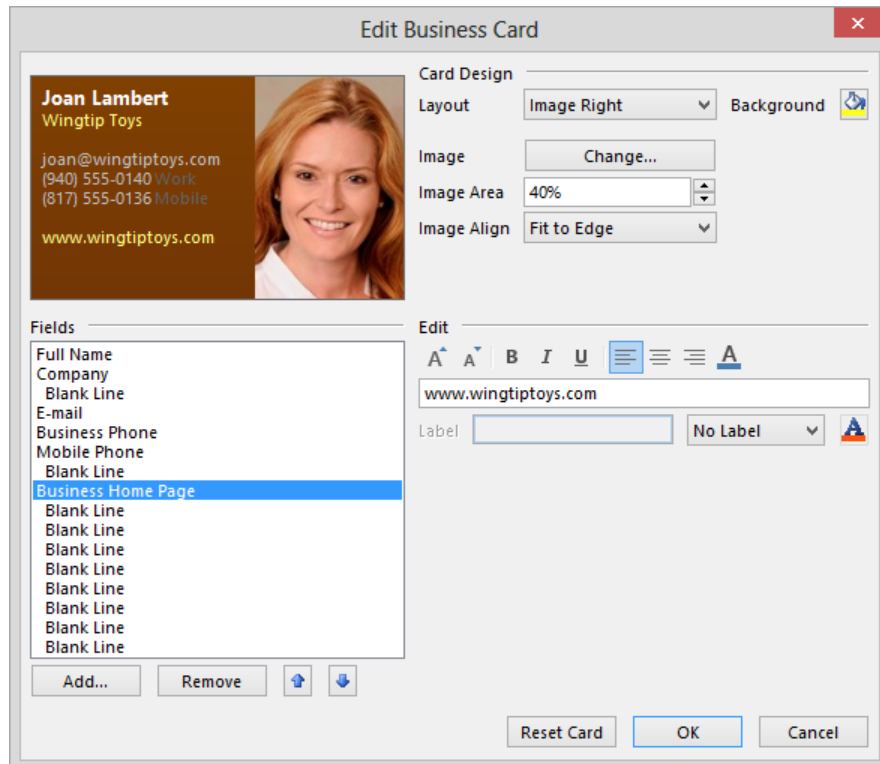 Edit Business Card
Joan Lambert
Wingtip Toys
joan@wingtiptoys.com
(940) 555-0140 Work
(817) 555-0136 Mobile
www.wingtiptoys.com
Card Design
Layout Image Right Background
Image Change...
Image Area 40%
Image Align Fit to Edge
Fields
Full Name
Company
Blank Line
E-mail
Business Phone
Mobile Phone
Blank Line
Business Home Page
Blank Line
Blank Line
Blank Line
Blank Line
Blank Line
Blank Line
Blank Line
Blank Line
Add... Remove
Edit
A A B I U A
www.wingtiptoys.com
Label No Label A
Reset Card OK Cancel